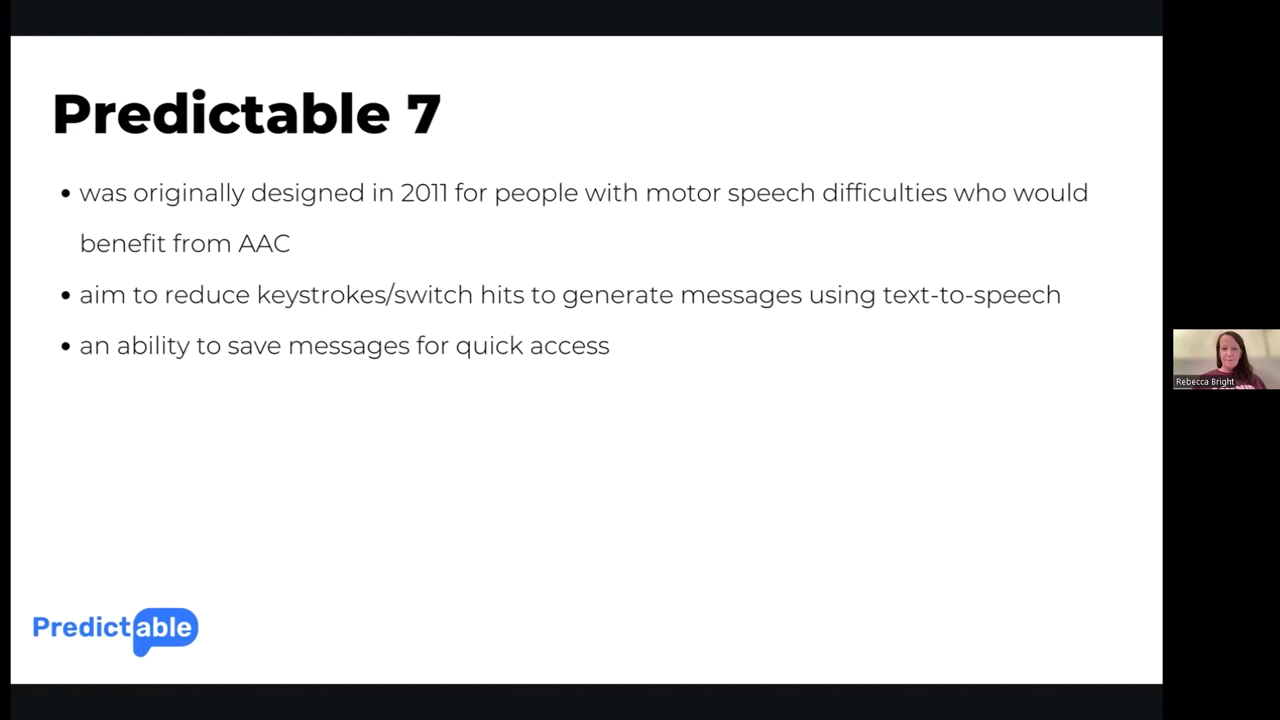 Predictable 7
• was originally designed in 2011 for people with motor speech difficulties who would
benefit from AAC
• aim to reduce keystrokes/switch hits to generate messages using text-to-speech
• an ability to save messages for quick access
Rebecca Bright
Predictable